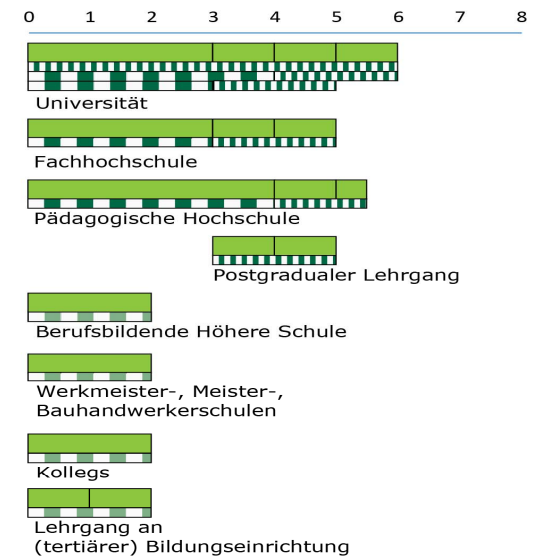 0 1 2 3 4 5 6 7 8
Universität
Fachhochschule
Pädagogische Hochschule
Postgradualer Lehrgang
Berufsbildende Höhere Schule
Werkmeister-, Meister-,
Bauhandwerkerschulen
Kollegs
Lehrgang an
(tertiärer) Bildungseinrichtung